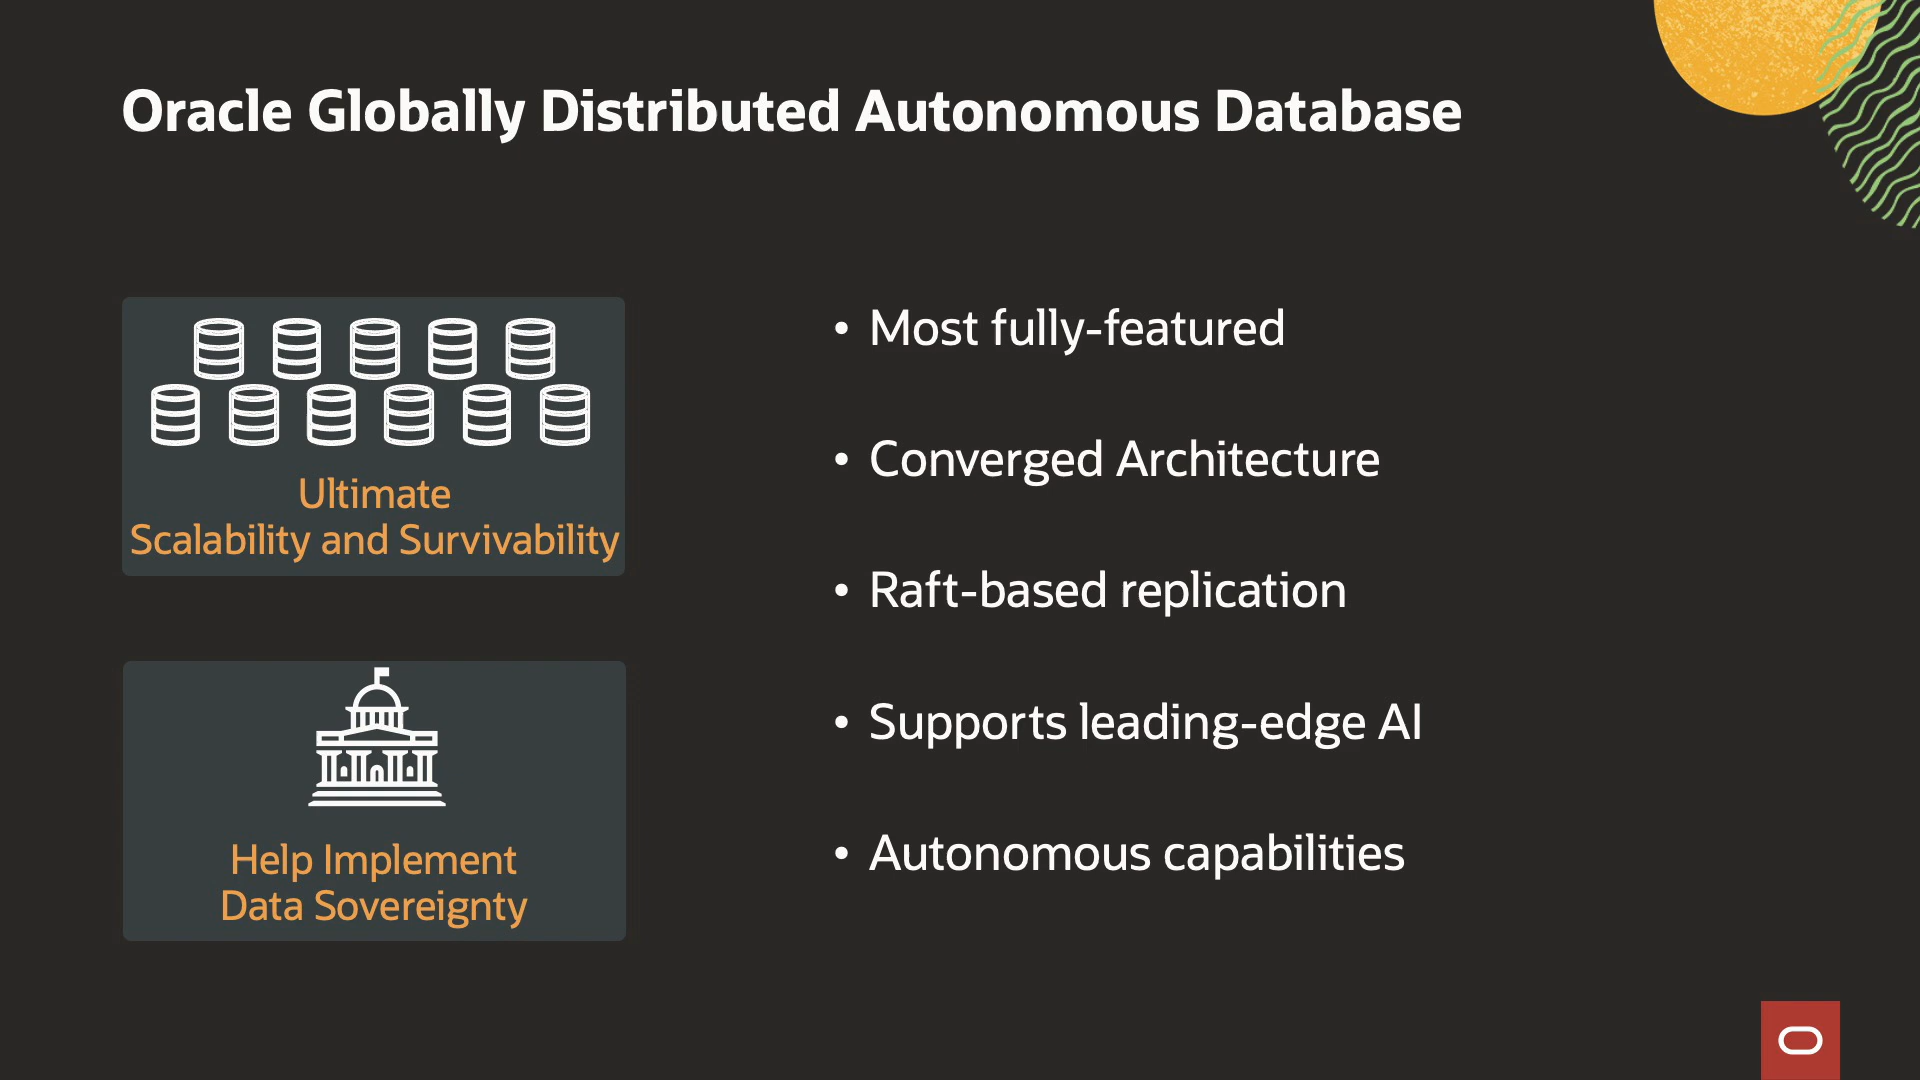 Oracle Globally Distributed Autonomous Database
Ultimate
Scalability and Survivability
Help Implement
Data Sovereignty
• Most fully-featured
• Converged Architecture
• Raft-based replication
• Supports leading-edge AI
• Autonomous capabilities